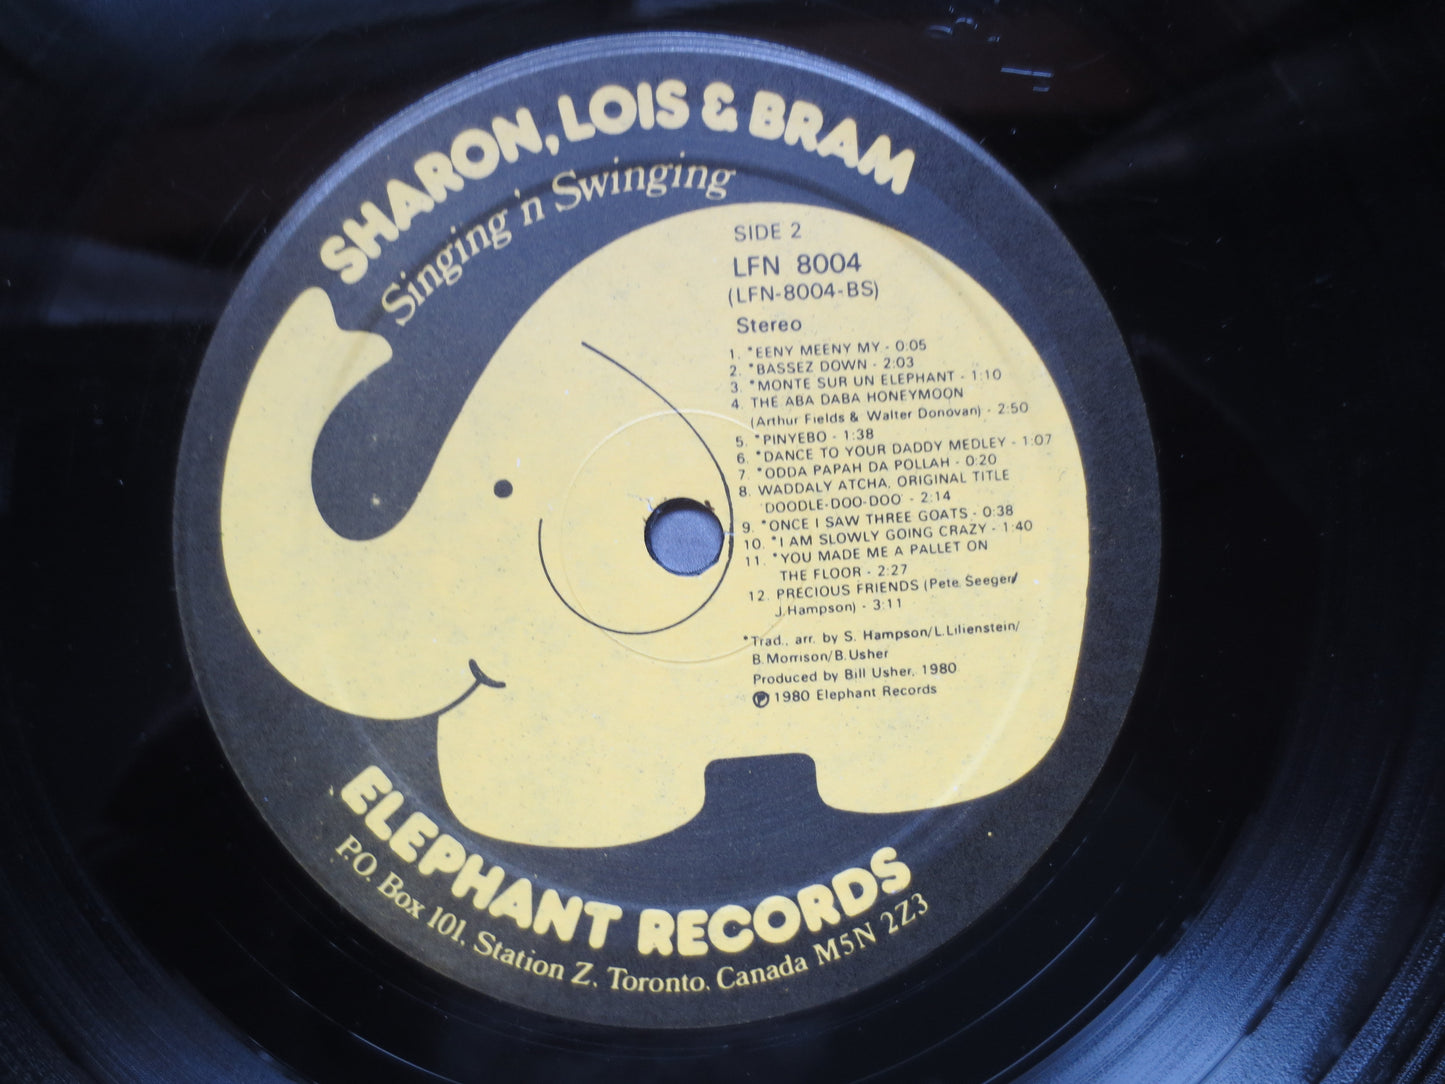 SHARON, LOIS & BRAM
Singing 'n Swinging
SIDE 2
LFN 8004
(LFN-8004-BS)
Stereo
1. *EENY MEENY MY - 0:05
2. *BASSEZ DOWN - 2:03
3. *MONTE SUR UN ELEPHANT - 1:10
4. THE ABA DABA HONEYMOON
(Arthur Fields & Walter Donovan) - 2:50
5. *PINYEBO - 1:38
6. *DANCE TO YOUR DADDY MEDLEY - 1:07
7. *ODDA PAPAH DA POLLAH - 0:20
8. WADDALY ATCHA, ORIGINAL TITLE
'DOODLE-DOO-DOO' - 2:14
9. *ONCE I SAW THREE GOATS - 0:38
10. *I AM SLOWLY GOING CRAZY - 1:40
11. *YOU MADE ME A PALLET ON
THE FLOOR - 2:27
12. PRECIOUS FRIENDS (Pete Seeger/
J.Hampson) - 3:11
*Trad., arr. by S. Hampson/L.Lilienstein/
B.Morrison/B.Usher
Produced by Bill Usher, 1980
℗ 1980 Elephant Records
ELEPHANT RECORDS
P.O. Box 101, Station Z, Toronto, Canada M5N 2Z3